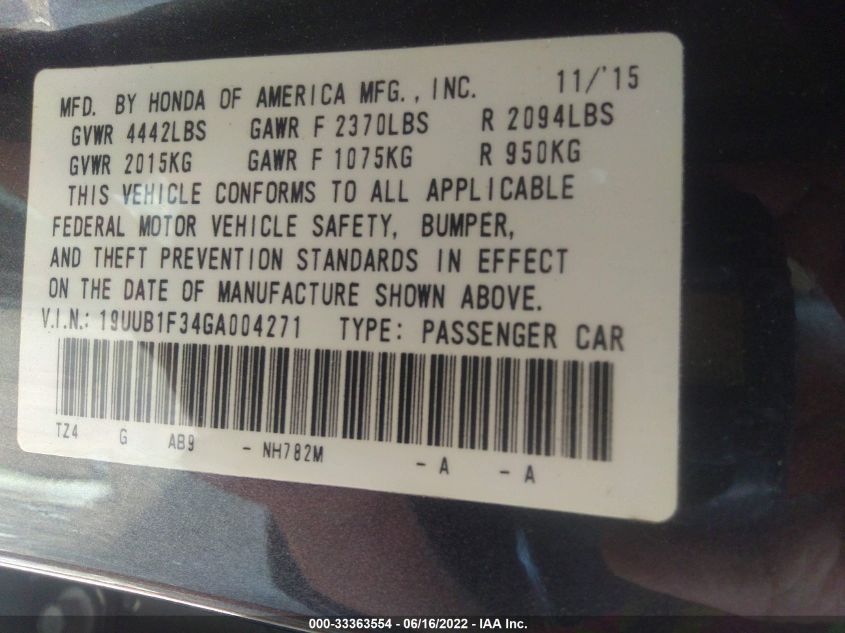 MFD. BY HONDA OF AMERICA MFG., INC. 11/'15
GVWR 4442LBS GAWR F 2370LBS R 2094LBS
GVWR 2015KG GAWR F 1075KG R 950KG
THIS VEHICLE CONFORMS TO ALL APPLICABLE
FEDERAL MOTOR VEHICLE SAFETY, BUMPER,
AND THEFT PREVENTION STANDARDS IN EFFECT
ON THE DATE OF MANUFACTURE SHOWN ABOVE.
V.I.N.: 19UUB1F34GA004271 TYPE: PASSENGER CAR
TZ4 G AB9 - NH782M - A - A
000-33363554 - 06/16/2022 - IAA Inc.